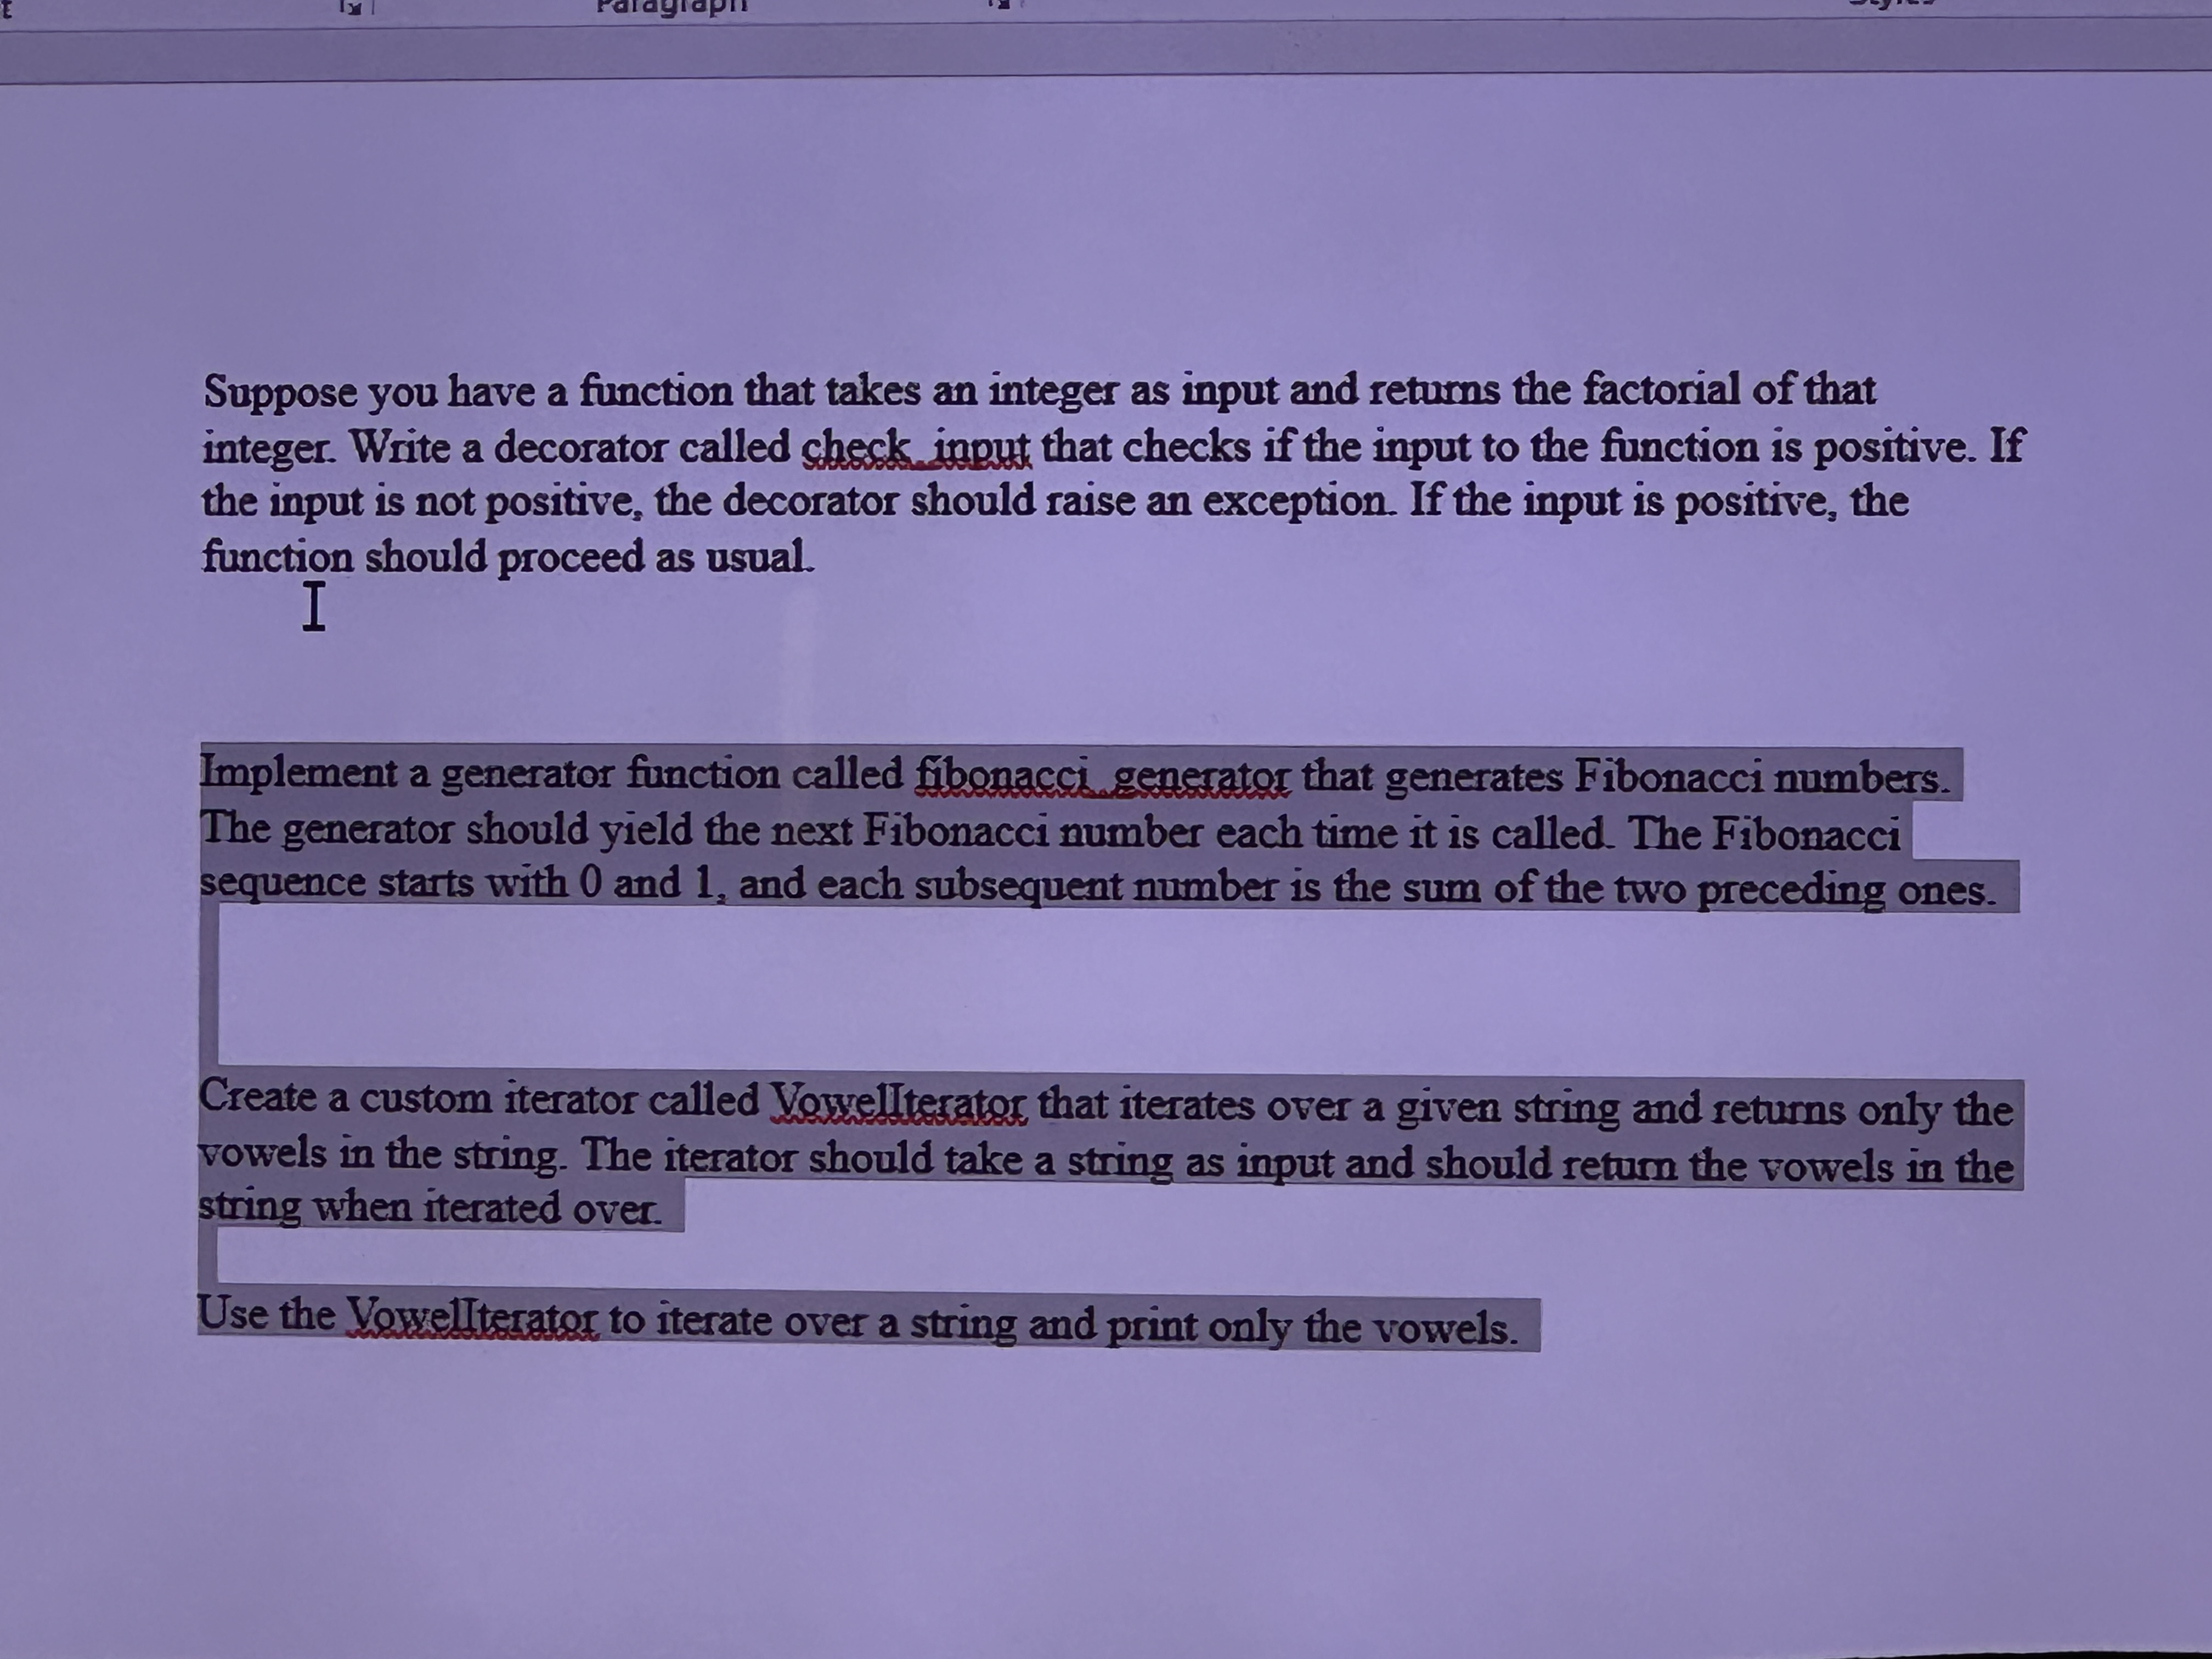 Paragraph
Styles
Suppose you have a function that takes an integer as input and returns the factorial of that
integer. Write a decorator called check_input that checks if the input to the function is positive. If
the input is not positive, the decorator should raise an exception. If the input is positive, the
function should proceed as usual.
Implement a generator function called fibonacci_generator that generates Fibonacci numbers.
The generator should yield the next Fibonacci number each time it is called. The Fibonacci
sequence starts with 0 and 1, and each subsequent number is the sum of the two preceding ones.
Create a custom iterator called VowelIterator that iterates over a given string and returns only the
vowels in the string. The iterator should take a string as input and should return the vowels in the
string when iterated over.
Use the VowelIterator to iterate over a string and print only the vowels.